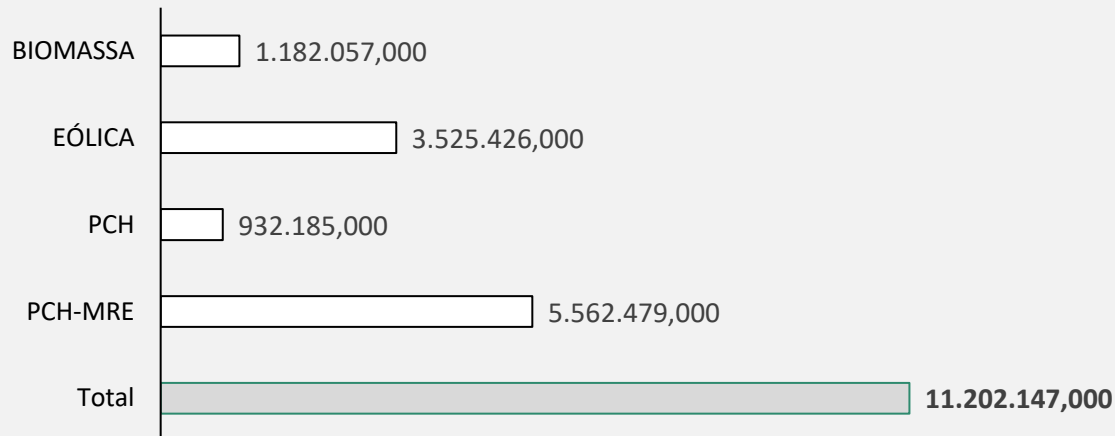 BIOMASSA 1.182.057,000
EÓLICA 3.525.426,000
PCH 932.185,000
PCH-MRE 5.562.479,000
Total 11.202.147,000